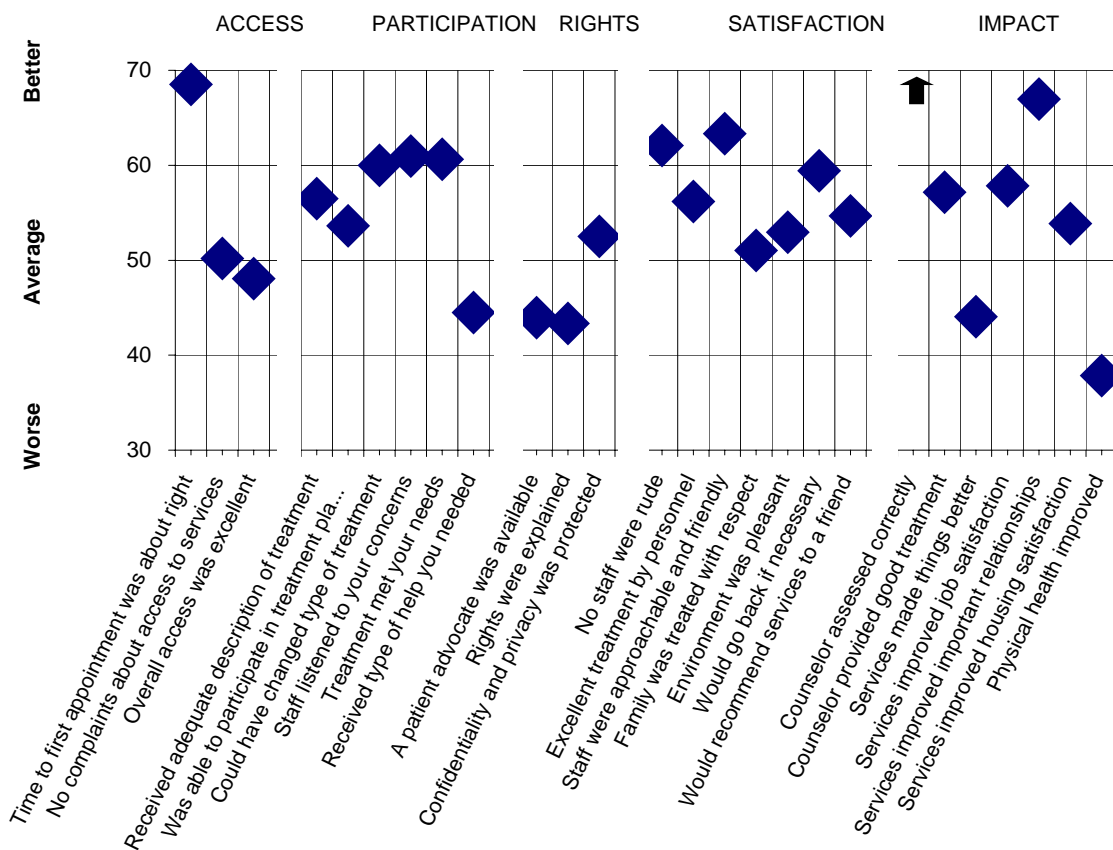 ACCESS
PARTICIPATION
RIGHTS
SATISFACTION
IMPACT
Better
Average
Worse
70
60
50
40
30
Time to first appointment was about right
No complaints about access to services
Overall access was excellent
Received adequate description of treatment
Was able to participate in treatment pla...
Could have changed type of treatment
Staff listened to your concerns
Treatment met your needs
Received type of help you needed
A patient advocate was available
Rights were explained
Confidentiality and privacy was protected
No staff were rude
Excellent treatment by personnel
Staff were approachable and friendly
Family was treated with respect
Environment was pleasant
Would go back if necessary
Would recommend services to a friend
Counselor assessed correctly
Counselor provided good treatment
Services made things better
Services improved job satisfaction
Services improved important relationships
Services improved housing satisfaction
Physical health improved